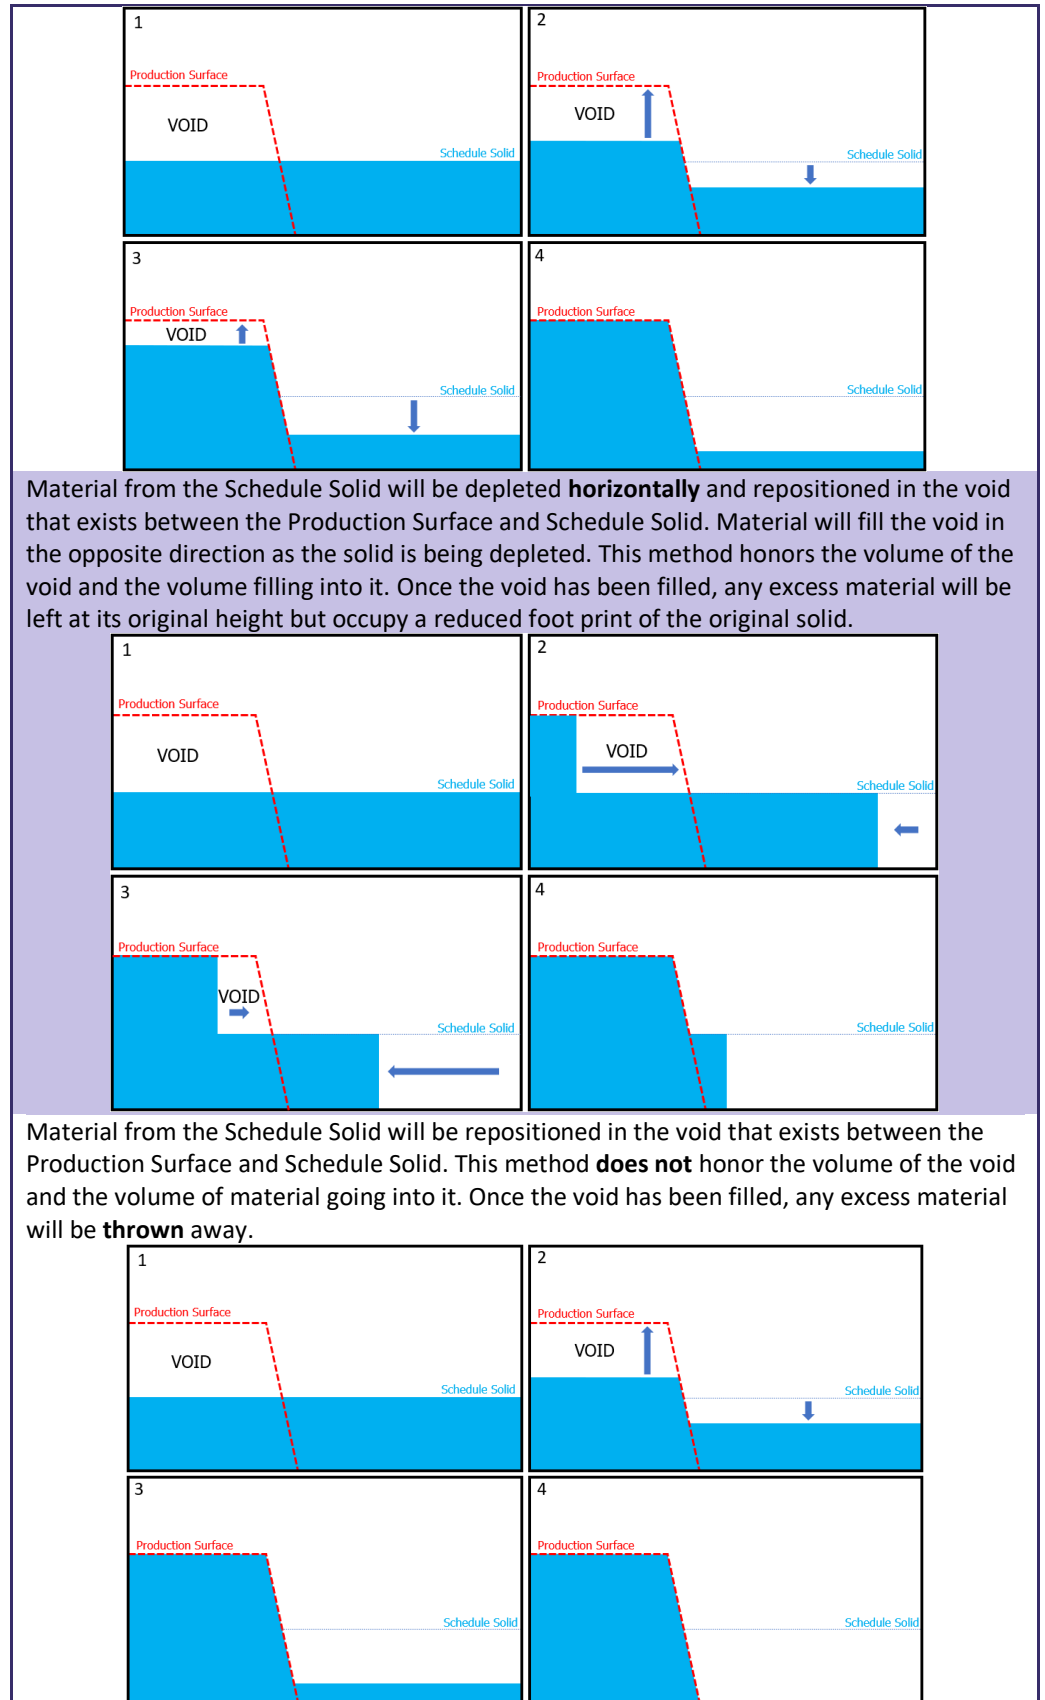 1
Production Surface
VOID
Schedule Solid
2
Production Surface
VOID
Schedule Solid
3
Production Surface
VOID
Schedule Solid
4
Production Surface
Schedule Solid
Material from the Schedule Solid will be depleted horizontally and repositioned in the void
that exists between the Production Surface and Schedule Solid. Material will fill the void in
the opposite direction as the solid is being depleted. This method honors the volume of the
void and the volume filling into it. Once the void has been filled, any excess material will be
left at its original height but occupy a reduced foot print of the original solid.
1
Production Surface
VOID
Schedule Solid
2
Production Surface
VOID
Schedule Solid
3
Production Surface
VOID
Schedule Solid
4
Production Surface
Schedule Solid
Material from the Schedule Solid will be repositioned in the void that exists between the
Production Surface and Schedule Solid. This method does not honor the volume of the void
and the volume of material going into it. Once the void has been filled, any excess material
will be thrown away.
1
Production Surface
VOID
Schedule Solid
2
Production Surface
VOID
Schedule Solid
3
Production Surface
Schedule Solid
4
Production Surface
Schedule Solid